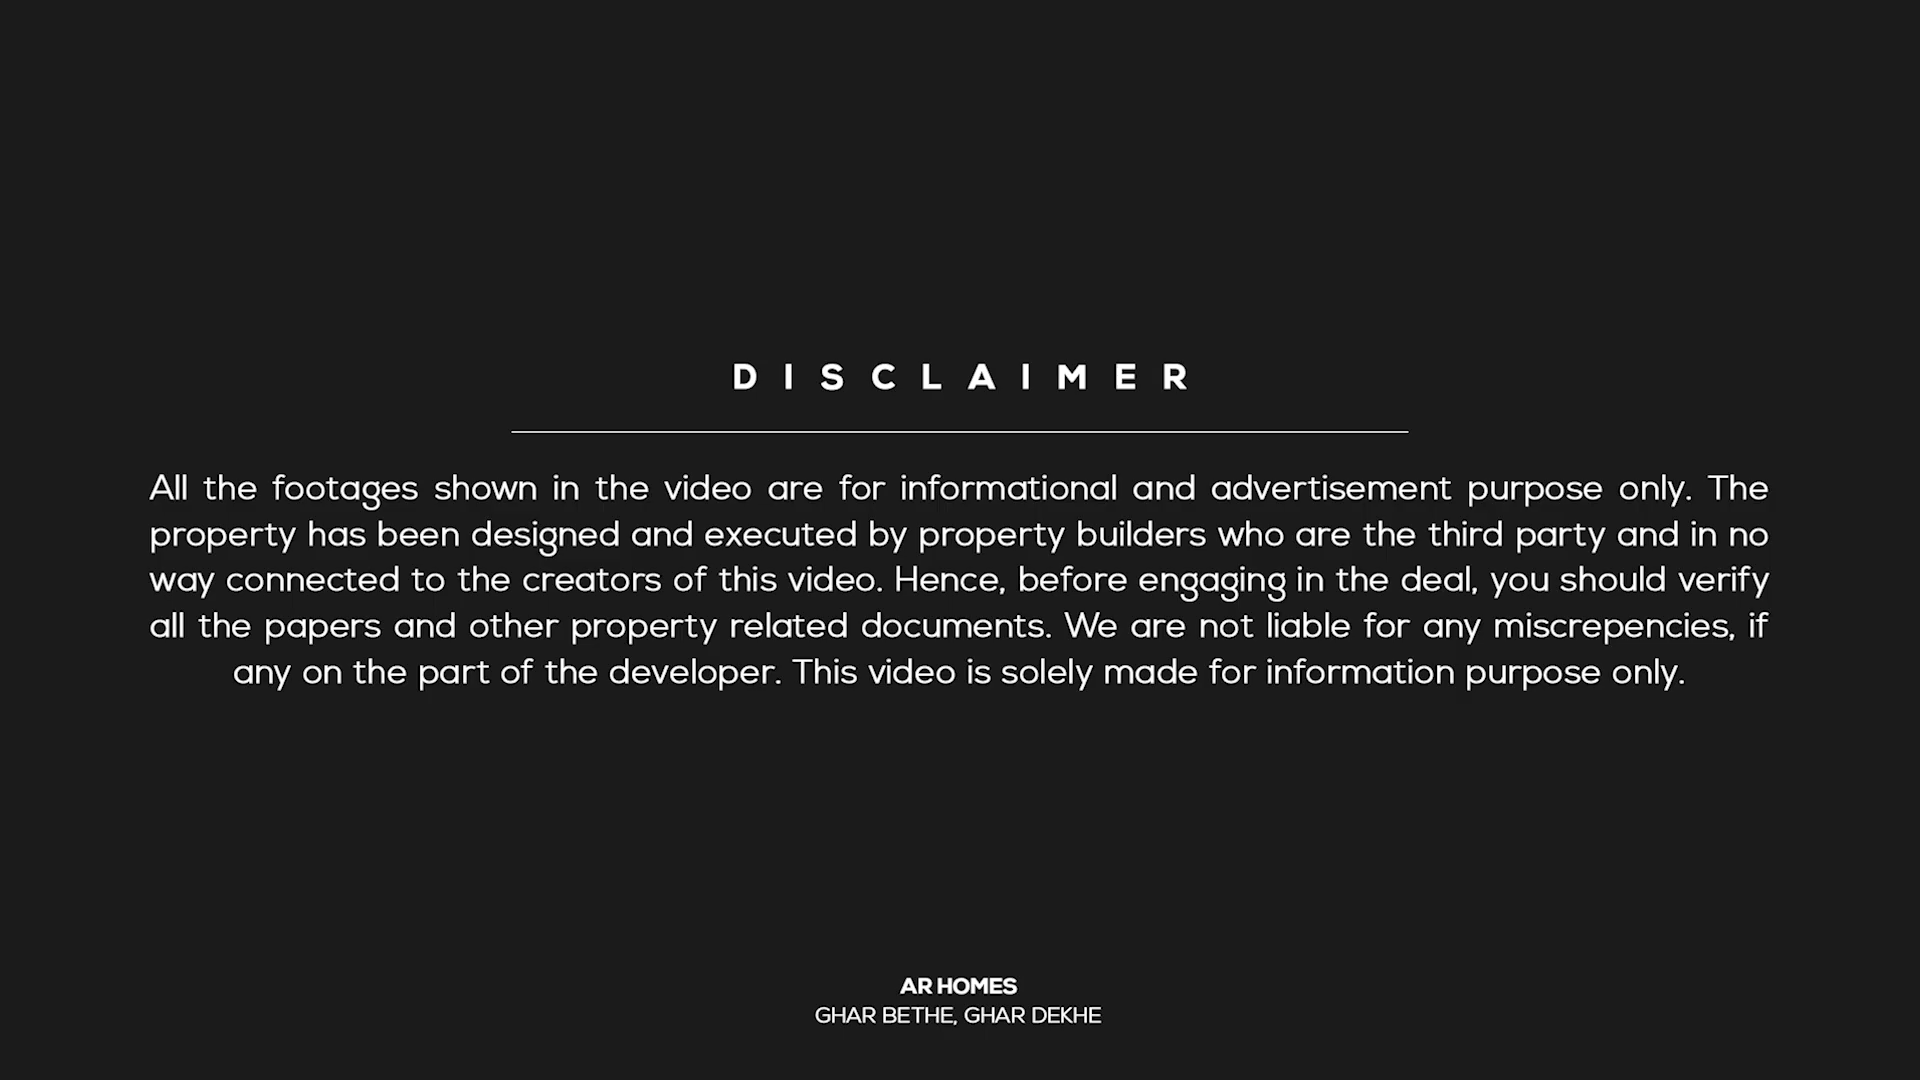 DISCLAIMER
All the footages shown in the video are for informational and advertisement purpose only. The
property has been designed and executed by property builders who are the third party and in no
way connected to the creators of this video. Hence, before engaging in the deal, you should verify
all the papers and other property related documents. We are not liable for any miscrepencies, if
any on the part of the developer. This video is solely made for information purpose only.
AR HOMES
GHAR BETHE, GHAR DEKHE